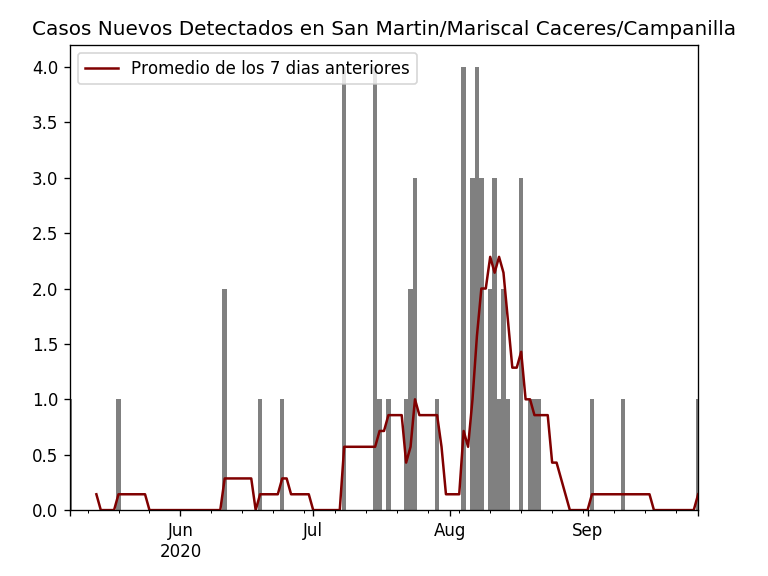 Casos Nuevos Detectados en San Martin/Mariscal Caceres/Campanilla
Promedio de los 7 dias anteriores
4.0
3.5
3.0
2.5
2.0
1.5
1.0
0.5
0.0
Jun
2020
Jul
Aug
Sep